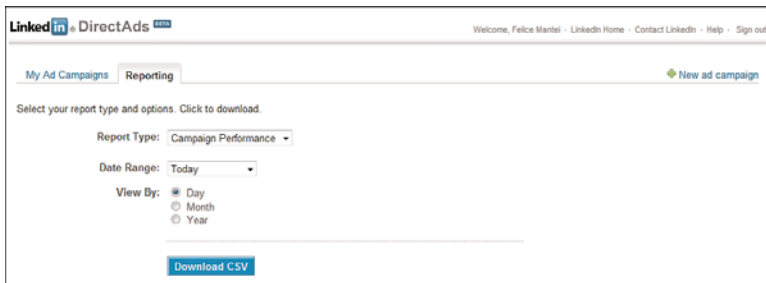 Linked in DirectAds BETA
Welcome, Felice Mantei - LinkedIn Home - Contact LinkedIn - Help - Sign out
My Ad Campaigns Reporting New ad campaign
Select your report type and options. Click to download.
Report Type: Campaign Performance
Date Range: Today
View By: Day
Month
Year
Download CSV